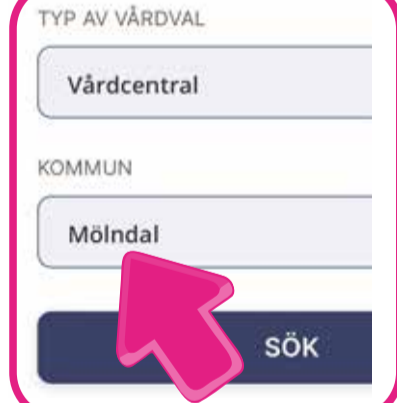 TYP AV VÅRDVAL
Vårdcentral
KOMMUN
Mölndal
SÖK